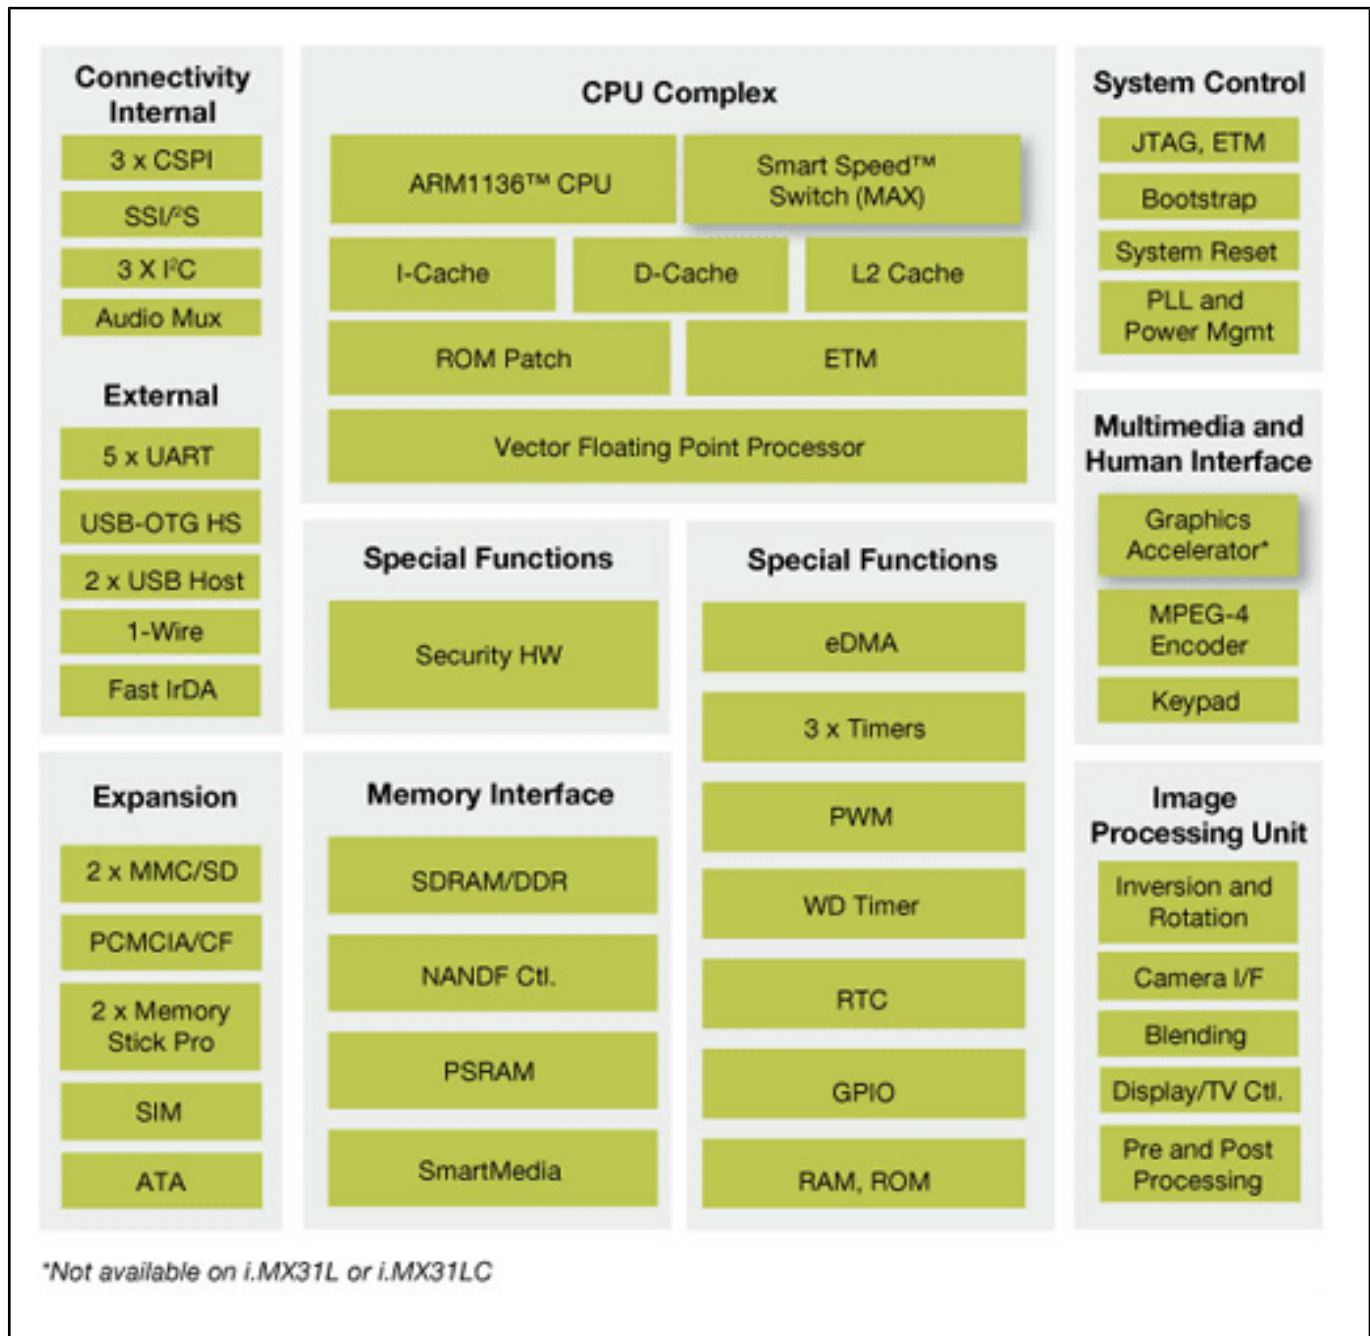 Connectivity
Internal
3 x CSPI
SSI/I²S
3 X I²C
Audio Mux
External
5 x UART
USB-OTG HS
2 x USB Host
1-Wire
Fast IrDA
Expansion
2 x MMC/SD
PCMCIA/CF
2 x Memory
Stick Pro
SIM
ATA
CPU Complex
ARM1136™ CPU
Smart Speed™
Switch (MAX)
I-Cache
D-Cache
L2 Cache
ROM Patch
ETM
Vector Floating Point Processor
Special Functions
Security HW
Memory Interface
SDRAM/DDR
NANDF Ctl.
PSRAM
SmartMedia
Special Functions
eDMA
3 x Timers
PWM
WD Timer
RTC
GPIO
RAM, ROM
System Control
JTAG, ETM
Bootstrap
System Reset
PLL and
Power Mgmt
Multimedia and
Human Interface
Graphics
Accelerator*
MPEG-4
Encoder
Keypad
Image
Processing Unit
Inversion and
Rotation
Camera I/F
Blending
Display/TV Ctl.
Pre and Post
Processing
*Not available on i.MX31L or i.MX31LC